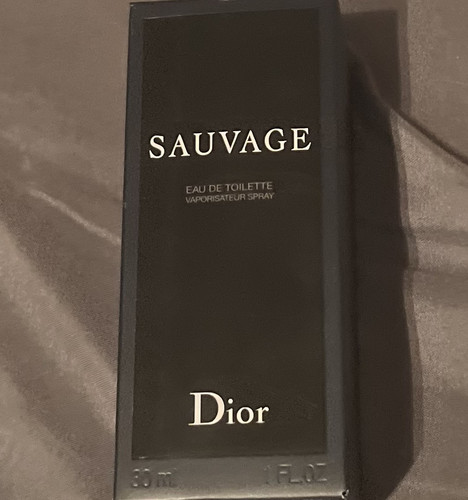 SAUVAGE
EAU DE TOILETTE
VAPORISATEUR SPRAY
Dior
30 ml 1 FL.OZ